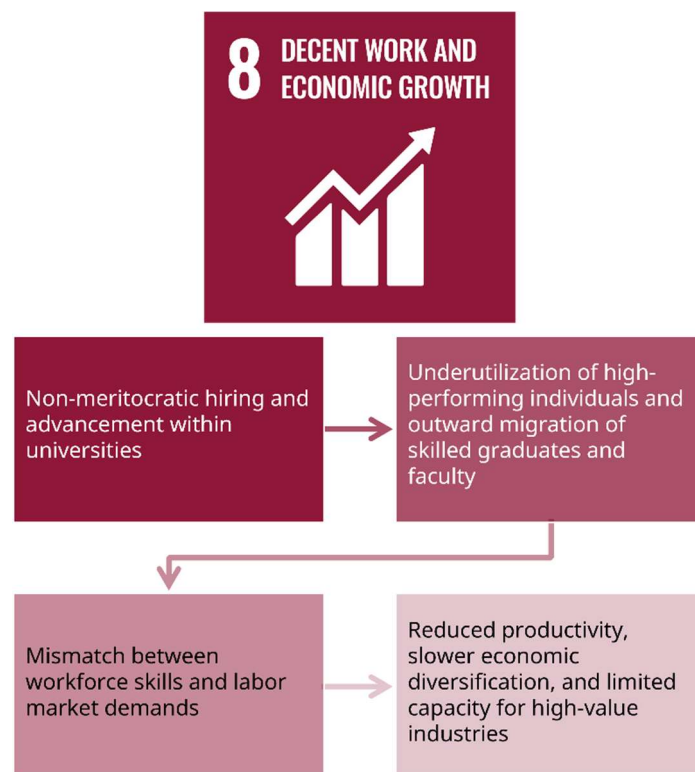 8 DECENT WORK AND
ECONOMIC GROWTH
Non-meritocratic hiring and
advancement within
universities
Underutilization of high-
performing individuals and
outward migration of
skilled graduates and
faculty
Mismatch between
workforce skills and labor
market demands
Reduced productivity,
slower economic
diversification, and limited
capacity for high-value
industries